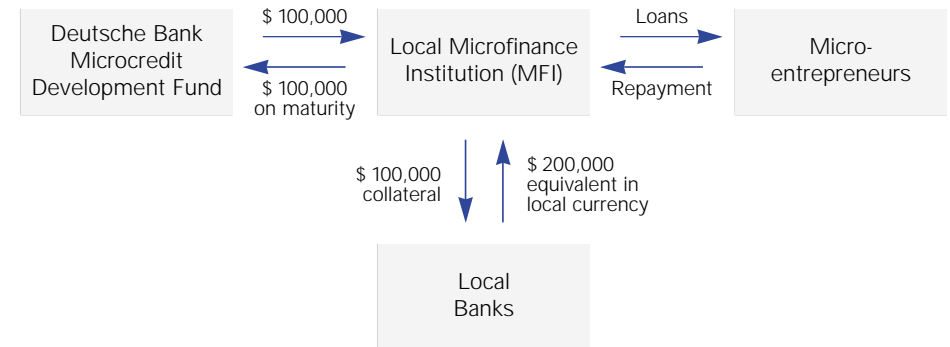 Deutsche Bank
Microcredit
Development Fund
$ 100,000
$ 100,000
on maturity
Local Microfinance
Institution (MFI)
Loans
Repayment
Micro-
entrepreneurs
$ 100,000
collateral
$ 200,000
equivalent in
local currency
Local
Banks